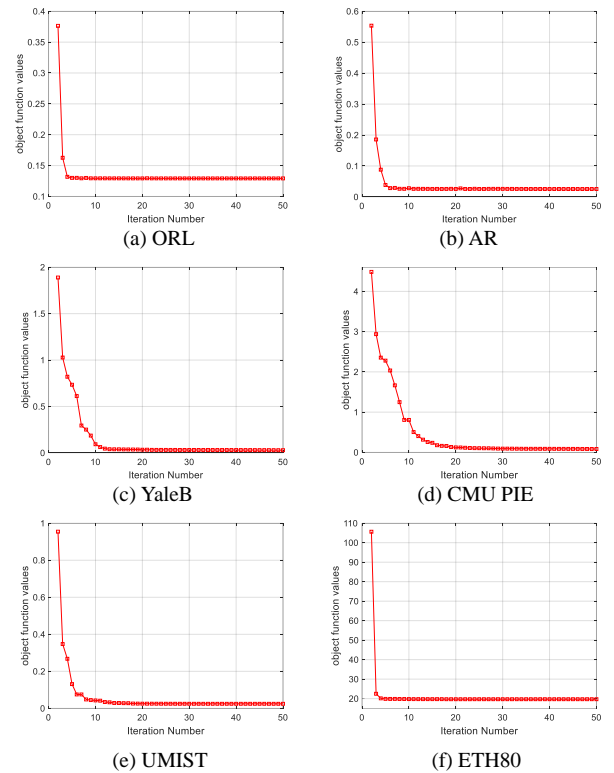 0.4
0.35
0.3
0.25
0.2
0.15
0.1
object function values
0 10 20 30 40 50
Iteration Number
(a) ORL
0.6
0.4
0.2
0
object function values
0 10 20 30 40 50
Iteration Number
(b) AR
2
1.5
1
0.5
0
object function values
0 10 20 30 40 50
Iteration Number
(c) YaleB
4
3
2
1
0
object function values
0 10 20 30 40 50
Iteration Number
(d) CMU PIE
1
0.8
0.6
0.4
0.2
0
object function values
0 10 20 30 40 50
Iteration Number
(e) UMIST
110
100
90
80
70
60
50
40
30
20
object function values
0 10 20 30 40 50
Iteration Number
(f) ETH80